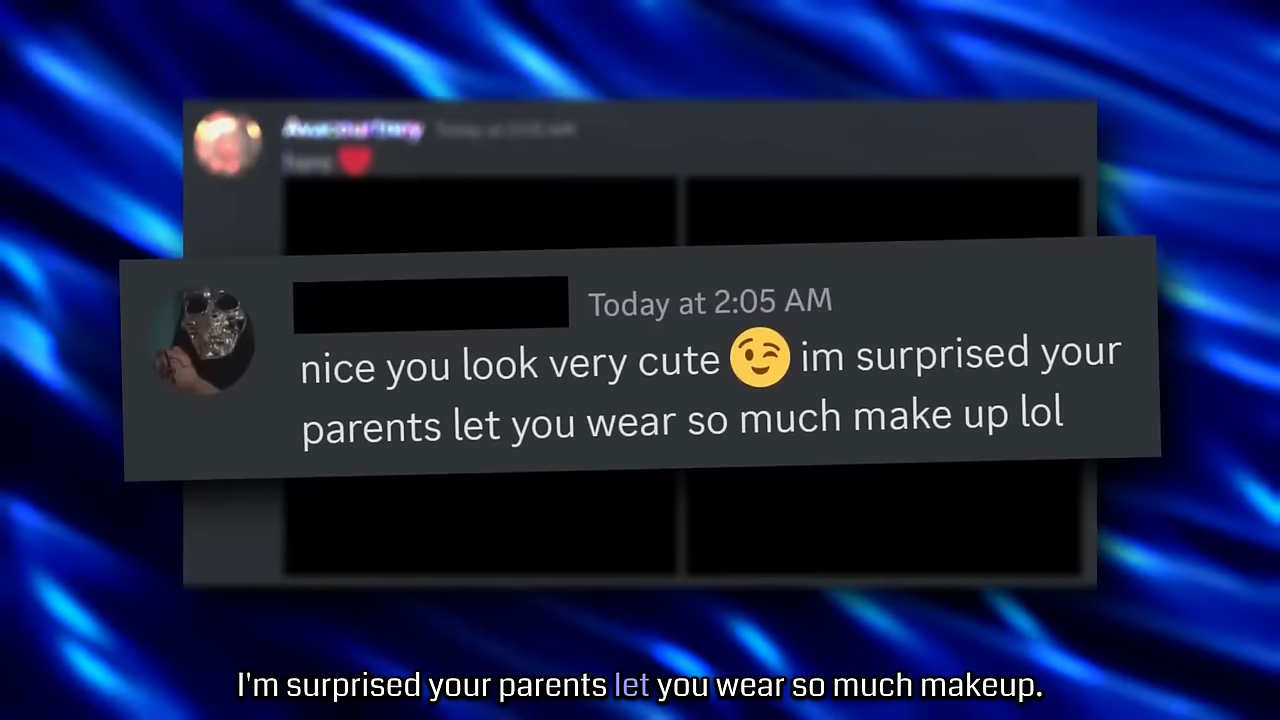 Today at 2:05 AM
nice you look very cute 😉 im surprised your
parents let you wear so much make up lol
I'm surprised your parents let you wear so much makeup.